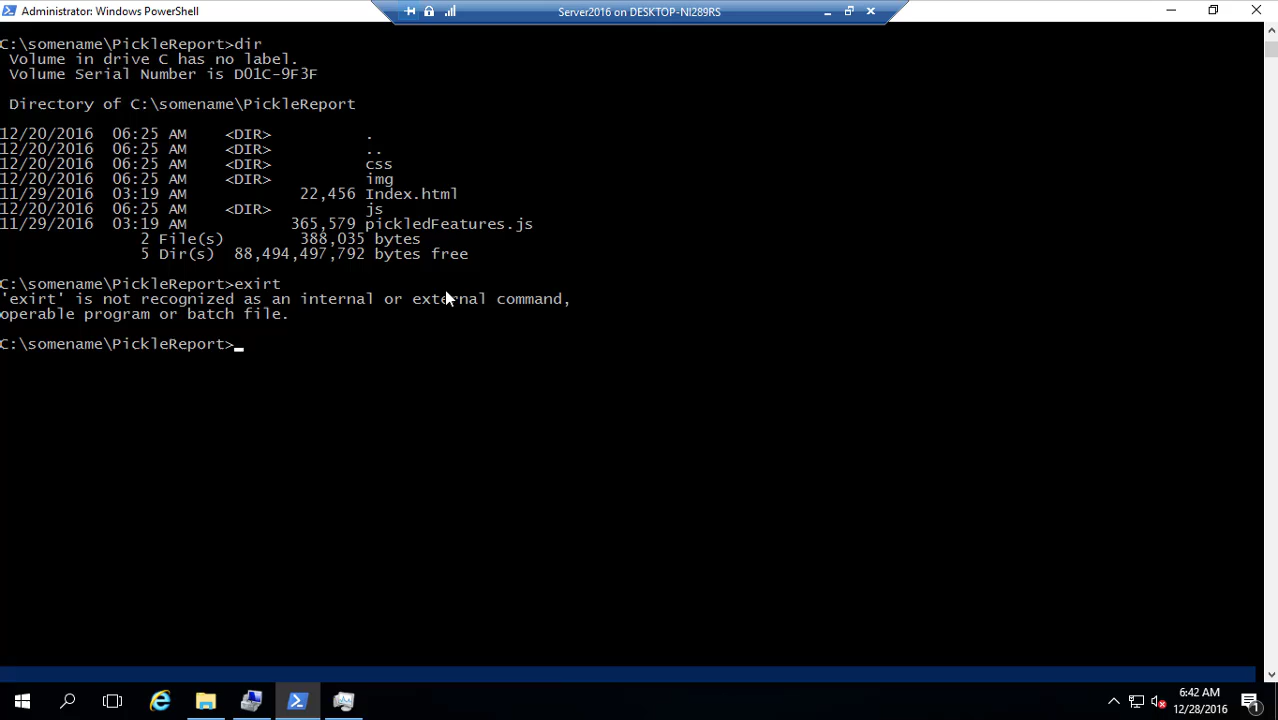 Administrator: Windows PowerShell
Server2016 on DESKTOP-NI289RS
C:\somename\PickleReport>dir
Volume in drive C has no label.
Volume Serial Number is D01C-9F3F
Directory of C:\somename\PickleReport
12/20/2016 06:25 AM <DIR> .
12/20/2016 06:25 AM <DIR> ..
12/20/2016 06:25 AM <DIR> css
12/20/2016 06:25 AM <DIR> img
11/29/2016 03:19 AM 22,456 Index.html
12/20/2016 06:25 AM <DIR> js
11/29/2016 03:19 AM 365,579 pickledFeatures.js
2 File(s) 388,035 bytes
5 Dir(s) 88,494,497,792 bytes free
C:\somename\PickleReport>exirt
'exirt' is not recognized as an internal or external command,
operable program or batch file.
C:\somename\PickleReport>_
6:42 AM
12/28/2016
1